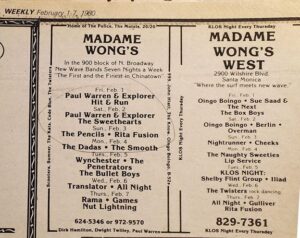 WEEKLY February 1-7, 1980
Home of The Police, The Motels, 20/20
MADAME
WONG'S
In the 900 block of N. Broadway
New Wave Bands Seven Nights a Week
"The First and the Finest in Chinatown"
Fri., Feb. 1
Paul Warren & Explorer
Hit & Run
Sat., Feb. 2
Paul Warren & Explorer
The Sweethearts
Sun., Feb. 3
The Pencils • Rita Fusion
Mon., Feb. 4
The Dadas • The Smooth
Tues., Feb. 5
Wynchester • The
Penetrators
The Bullet Boys
Wed., Feb. 6
Translator • All Night
Thur., Feb. 7
Rama • Games
Nut Lightning
624-5346 or 972-9570
Dirk Hamilton, Dwight Twilley, Paul Warren
KLOS Night Every Thursday
MADAME
WONG'S
WEST
2900 Wilshire Blvd.
Santa Monica
"Where the surf meets new wave."
Fri., Feb. 1
Oingo Boingo • Sue Saad &
The Next
The Box Boys
Sat., Feb. 2
Oingo Boingo • Berlin •
Overman
Sun., Feb. 3
Nightrunner • Cheeks
Mon., Feb. 4
The Naughty Sweeties
Lip Service
Tues., Feb. 5
KLOS NIGHT:
Shelby Flint Group • Iliad
Wed., Feb. 6
The Twisters rock dancing.
Thur., Feb. 7
All Night • Gulliver
Rita Fusion
829-7361
KLOS Night Every Thursday